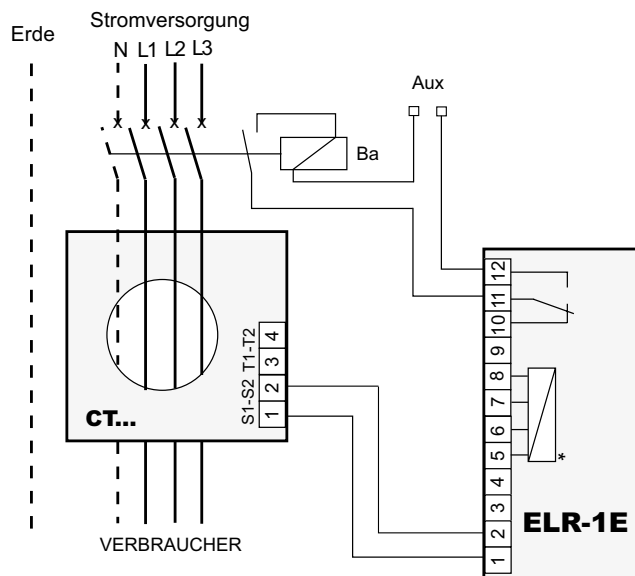 Stromversorgung
Erde
N L1 L2 L3
Aux
Ba
12
11
10
9
8
7
6
5
4
3
2
1
*
S1-S2 T1-T2
1 2 3 4
CT...
ELR-1E
VERBRAUCHER